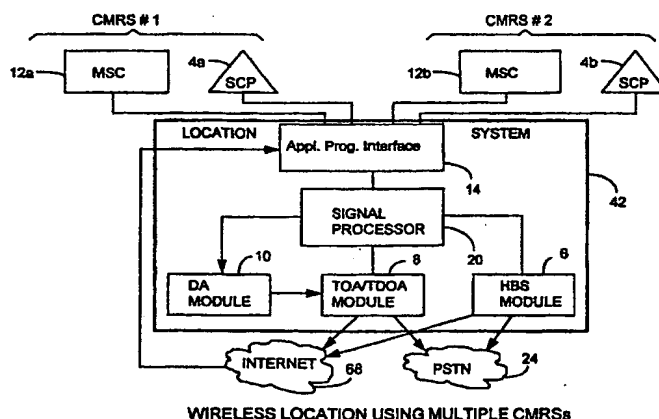 CMRS # 1
CMRS # 2
12a
MSC
4a
SCP
12b
MSC
4b
SCP
LOCATION
SYSTEM
Appl. Prog. Interface
14
42
SIGNAL
PROCESSOR
20
10
8
6
DA
MODULE
TOA/TDOA
MODULE
HBS
MODULE
INTERNET
68
PSTN
24
WIRELESS LOCATION USING MULTIPLE CMRSs